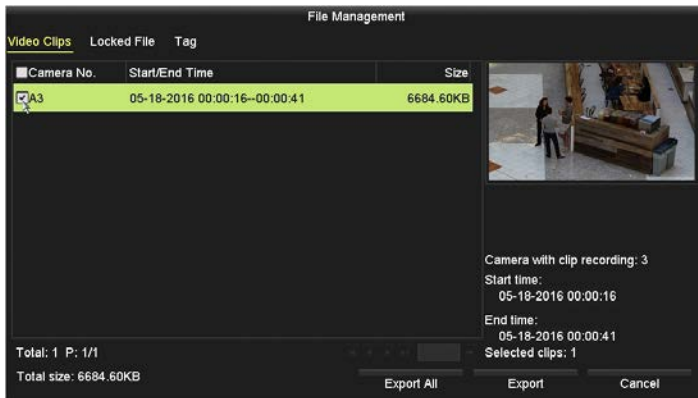 File Management
Video Clips Locked File Tag
Camera No. Start/End Time Size
A3 05-18-2016 00:00:16--00:00:41 6684.60KB
Camera with clip recording: 3
Start time:
05-18-2016 00:00:16
End time:
05-18-2016 00:00:41
Total: 1 P: 1/1
Selected clips: 1
Total size: 6684.60KB
Export All Export Cancel